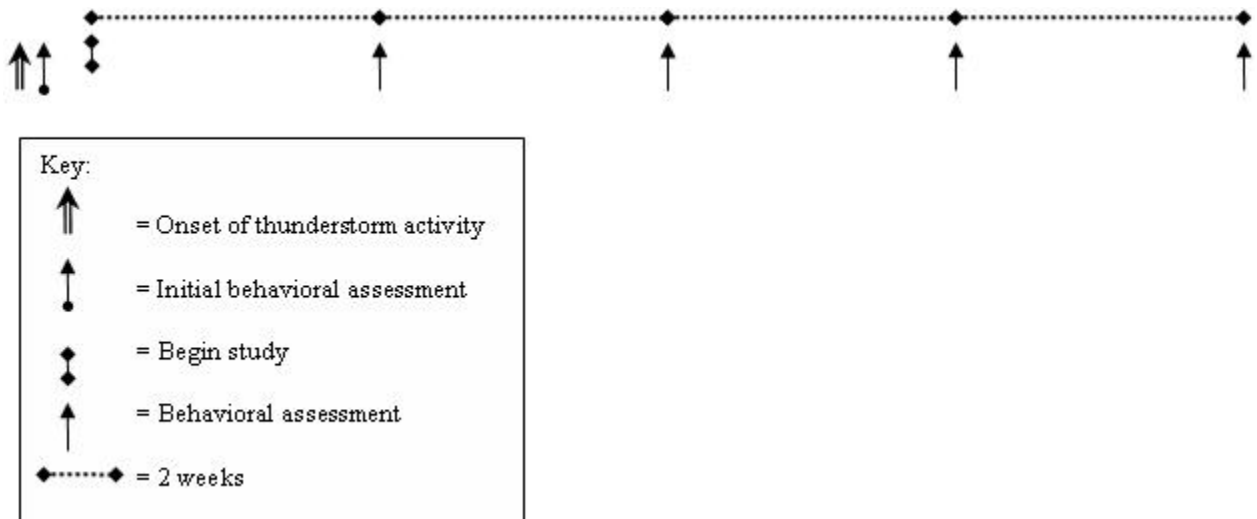 Key:
= Onset of thunderstorm activity
= Initial behavioral assessment
= Begin study
= Behavioral assessment
= 2 weeks